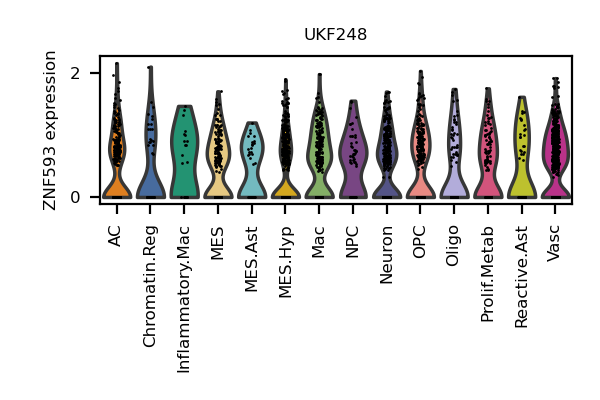 UKF248
ZNF593 expression
2
0
AC
Chromatin.Reg
Inflammatory.Mac
MES
MES.Ast
MES.Hyp
Mac
NPC
Neuron
OPC
Oligo
Prolif.Metab
Reactive.Ast
Vasc